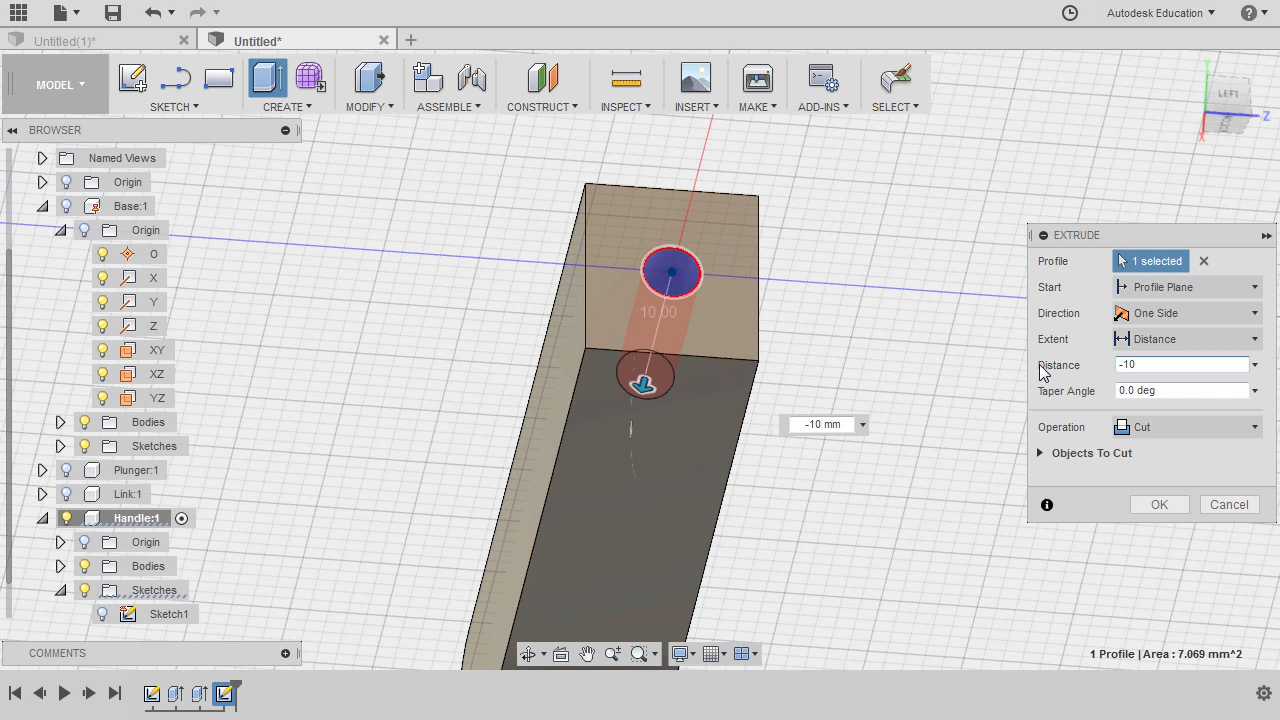 Autodesk Education
Untitled(1)*
Untitled*
MODEL
SKETCH
CREATE
MODIFY
ASSEMBLE
CONSTRUCT
INSPECT
INSERT
MAKE
ADD-INS
SELECT
LEFT
Z
BROWSER
Named Views
Origin
Base:1
Origin
O
X
Y
Z
XY
XZ
YZ
Bodies
Sketches
Plunger:1
Link:1
Handle:1
Origin
Bodies
Sketches
Sketch1
10.00
-10 mm
EXTRUDE
Profile 1 selected
Start Profile Plane
Direction One Side
Extent Distance
Distance -10
Taper Angle 0.0 deg
Operation Cut
Objects To Cut
OK Cancel
COMMENTS
1 Profile | Area : 7.069 mm^2